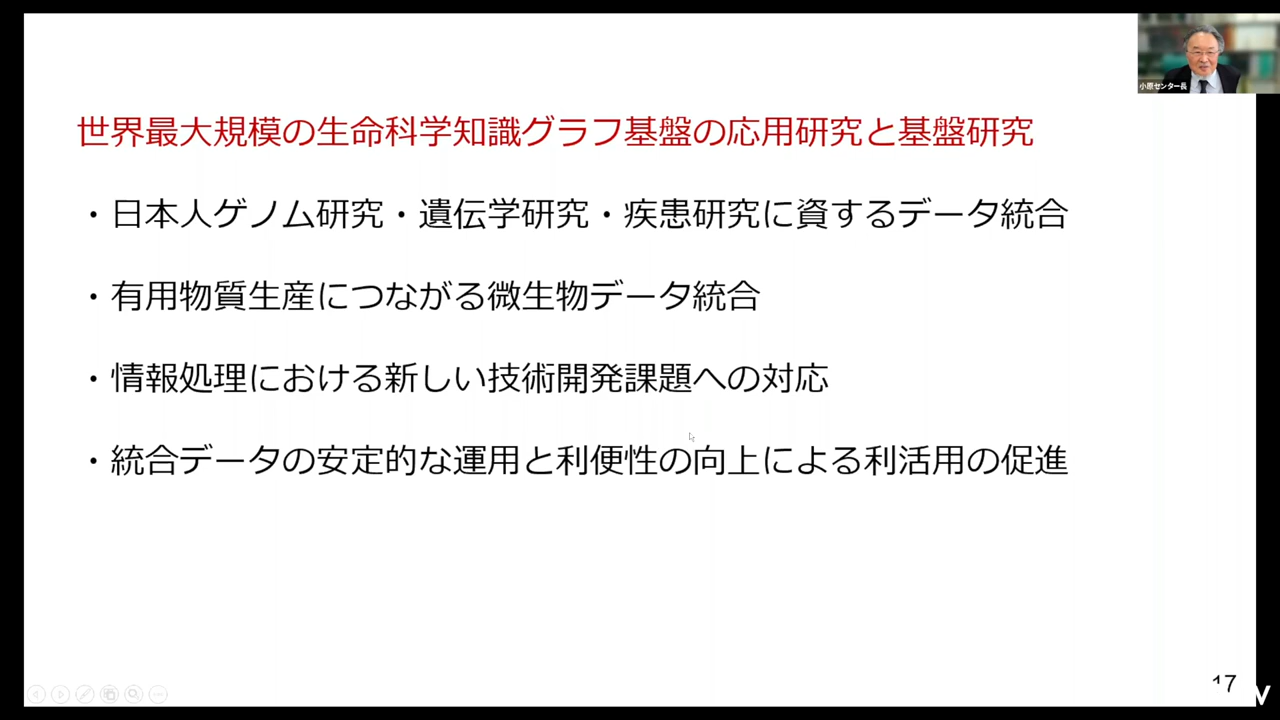 小原センター長
世界最大規模の生命科学知識グラフ基盤の応用研究と基盤研究
・日本人ゲノム研究・遺伝学研究・疾患研究に資するデータ統合
・有用物質生産につながる微生物データ統合
・情報処理における新しい技術開発課題への対応
・統合データの安定的な運用と利便性の向上による利活用の促進
17
v